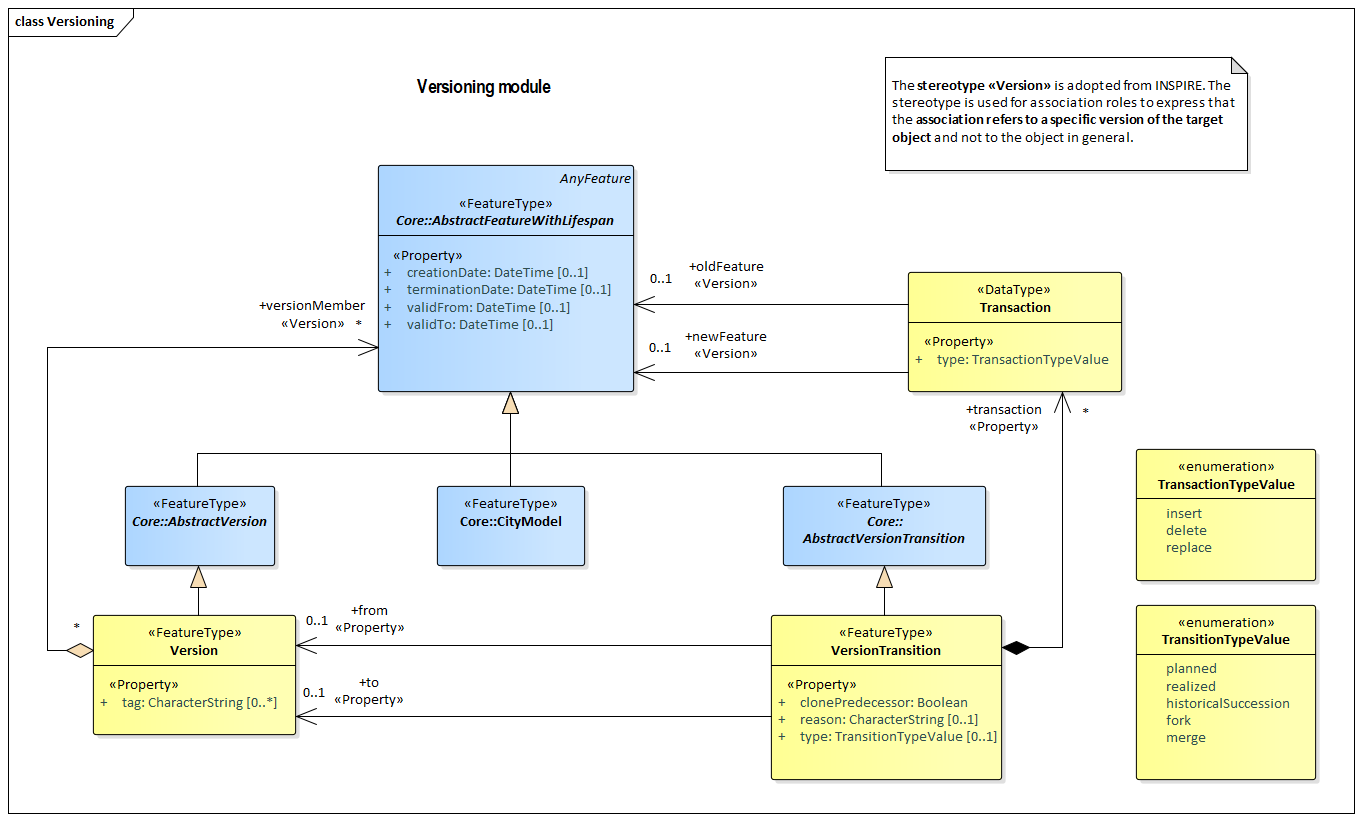 class Versioning
Versioning module
The stereotype «Version» is adopted from INSPIRE. The
stereotype is used for association roles to express that
the association refers to a specific version of the target
object and not to the object in general.
AnyFeature
«FeatureType»
Core::AbstractFeatureWithLifespan
«Property»
+ creationDate: DateTime [0..1]
+ terminationDate: DateTime [0..1]
+ validFrom: DateTime [0..1]
+ validTo: DateTime [0..1]
+oldFeature
0..1
«Version»
+newFeature
0..1
«Version»
«DataType»
Transaction
«Property»
+ type: TransactionTypeValue
+versionMember
«Version» *
+transaction
*
«Property»
«FeatureType»
Core::AbstractVersion
«FeatureType»
Core::CityModel
«FeatureType»
Core::
AbstractVersionTransition
«enumeration»
TransactionTypeValue
insert
delete
replace
*
«FeatureType»
Version
«Property»
+ tag: CharacterString [0..*]
+from
0..1
«Property»
+to
0..1
«Property»
«FeatureType»
VersionTransition
«Property»
+ clonePredecessor: Boolean
+ reason: CharacterString [0..1]
+ type: TransitionTypeValue [0..1]
«enumeration»
TransitionTypeValue
planned
realized
historicalSuccession
fork
merge